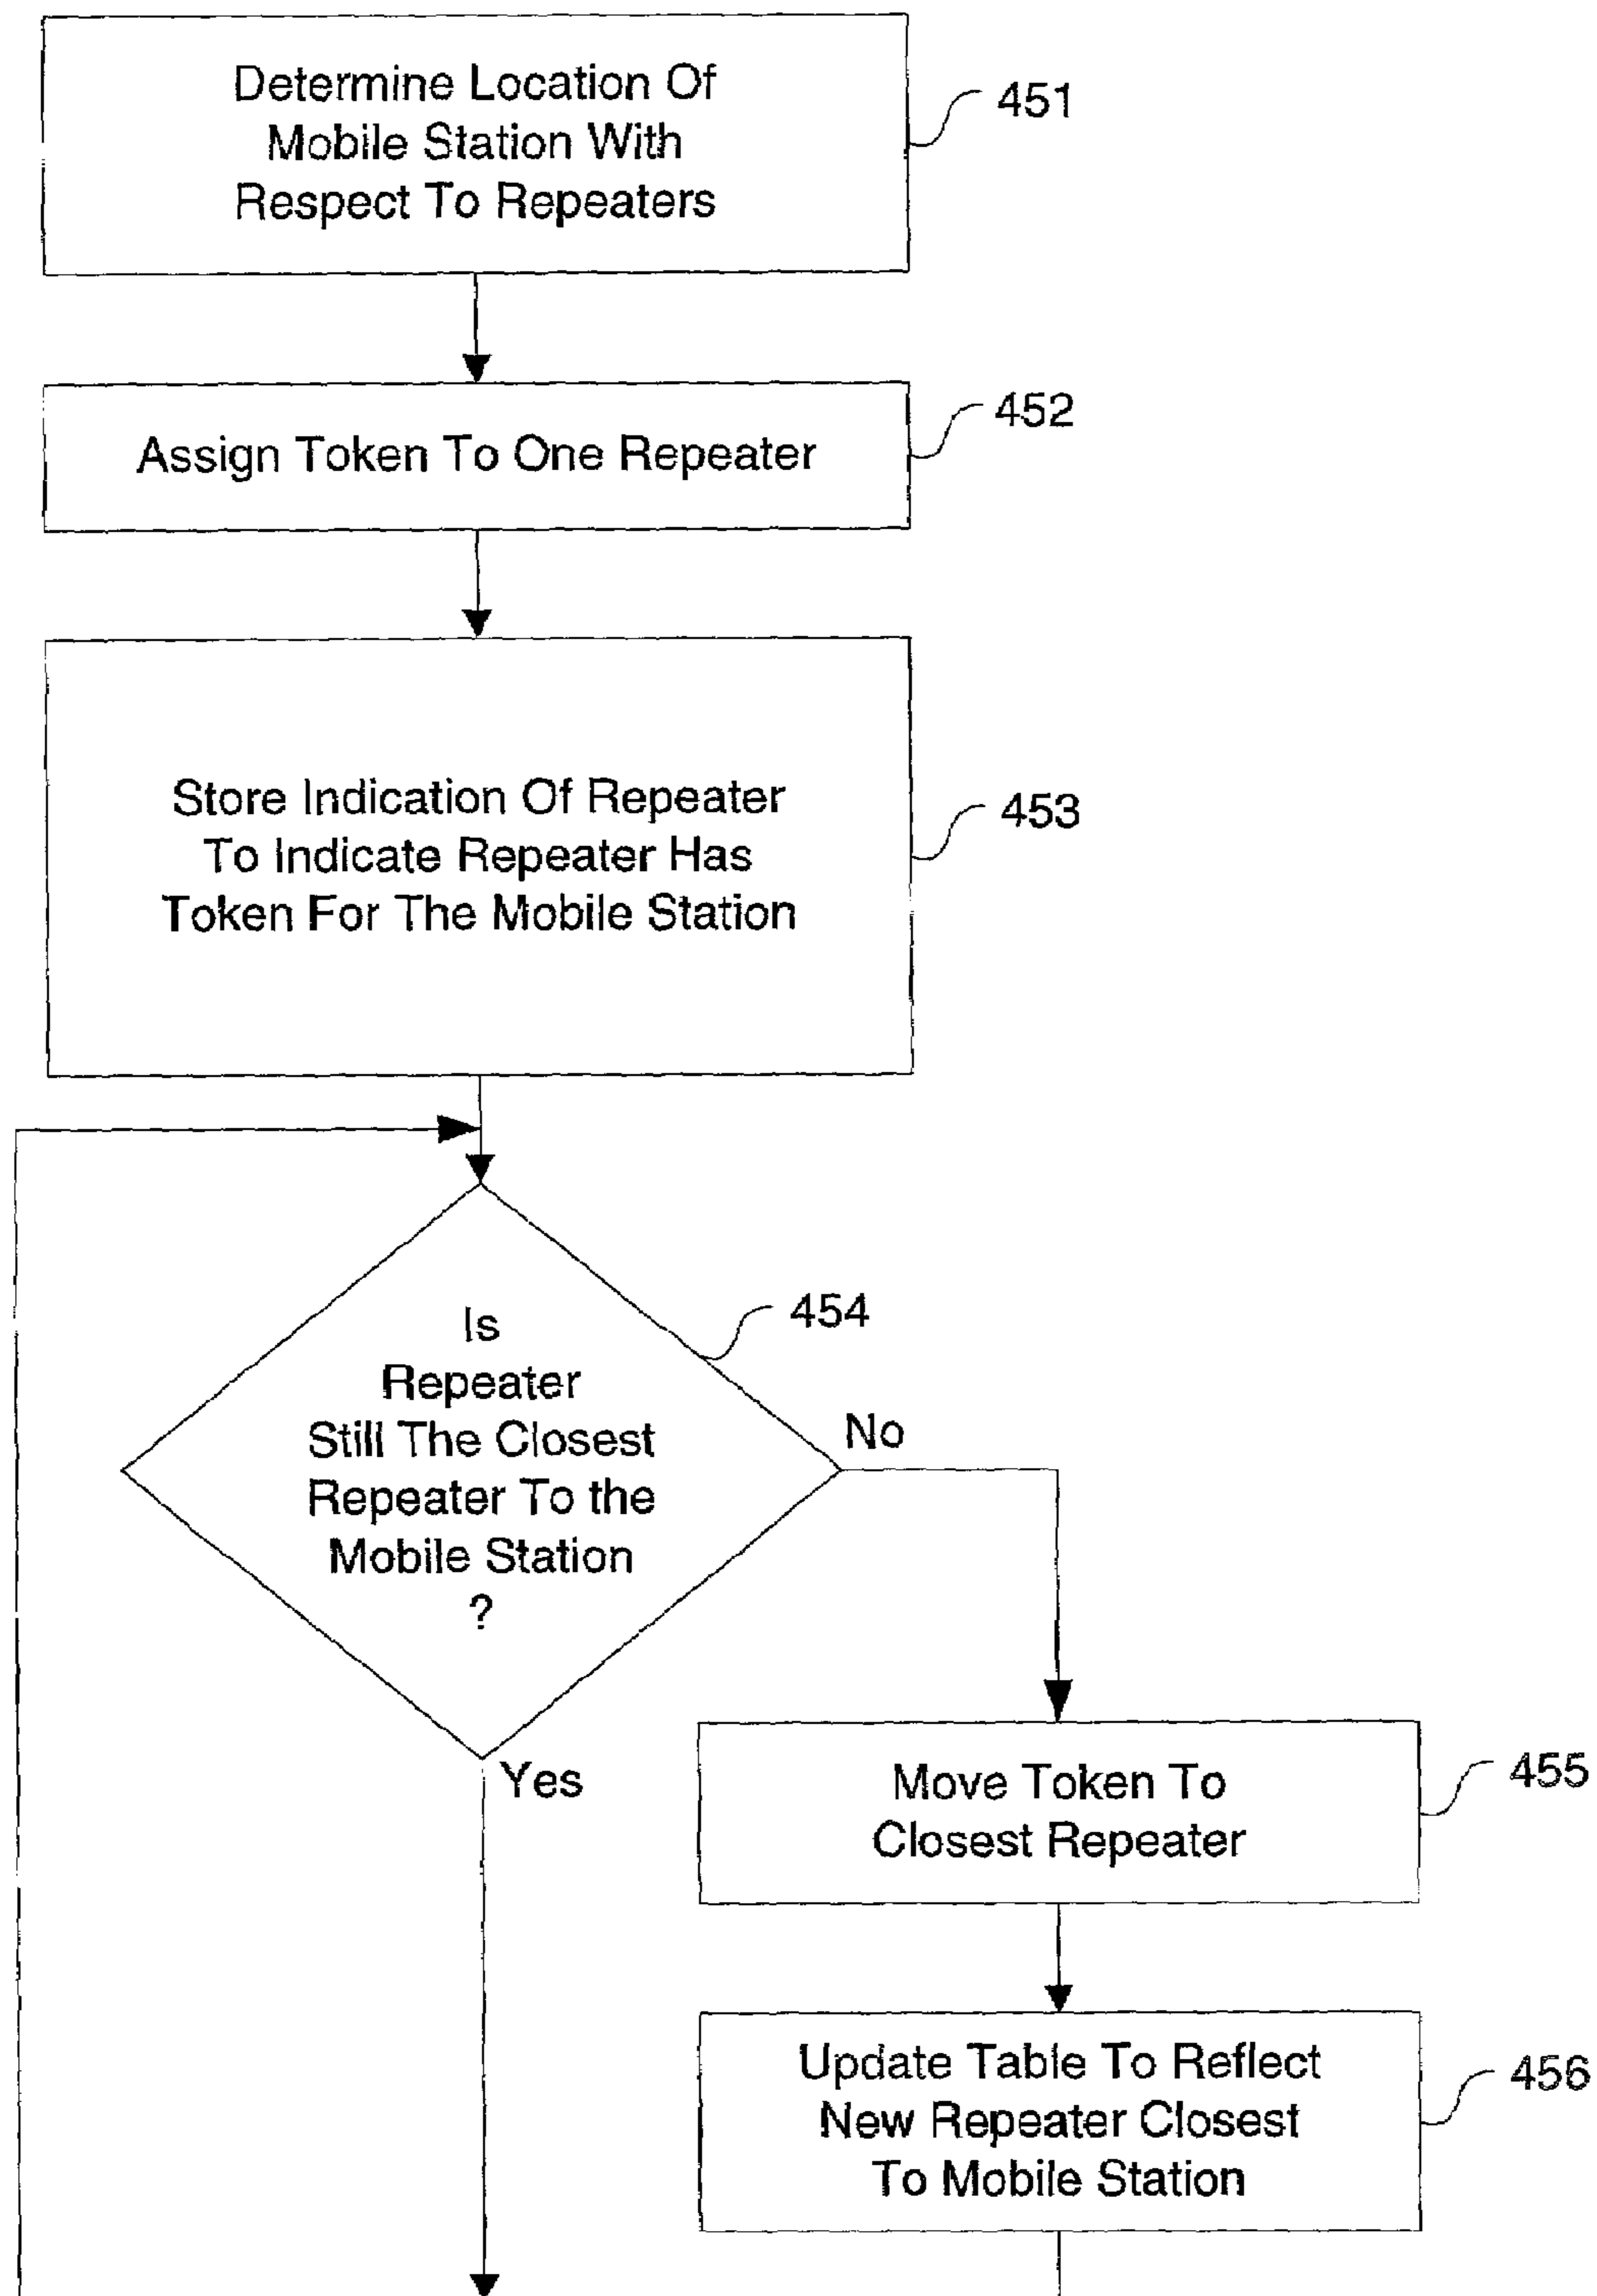 Determine Location Of
Mobile Station With
Respect To Repeaters
451
Assign Token To One Repeater
452
Store Indication Of Repeater
To Indicate Repeater Has
Token For The Mobile Station
453
Is
Repeater
Still The Closest
Repeater To the
Mobile Station
?
454
No
Yes
Move Token To
Closest Repeater
455
Update Table To Reflect
New Repeater Closest
To Mobile Station
456